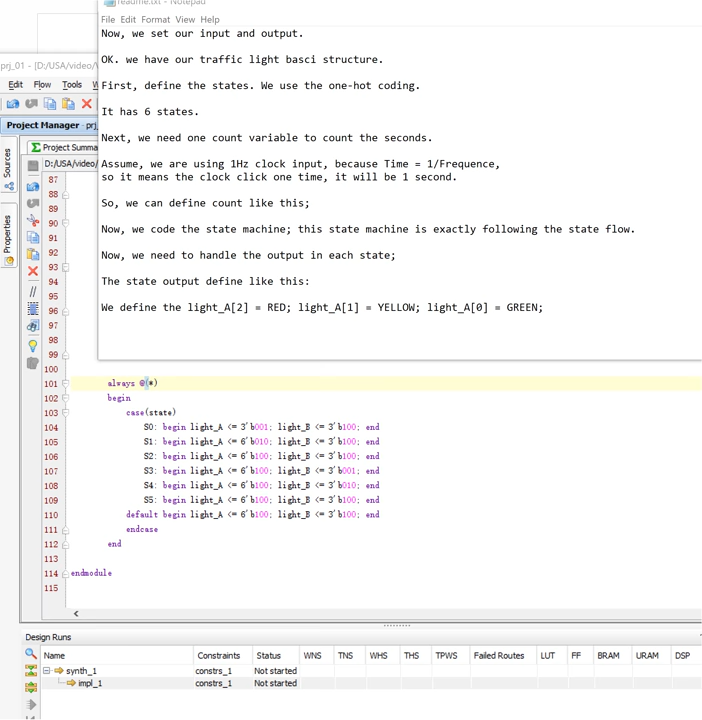 readme.txt - Notepad
File Edit Format View Help
Now, we set our input and output.
OK. we have our traffic light basci structure.
First, define the states. We use the one-hot coding.
It has 6 states.
Next, we need one count variable to count the seconds.
Assume, we are using 1Hz clock input, because Time = 1/Frequence,
so it means the clock click one time, it will be 1 second.
So, we can define count like this;
Now, we code the state machine; this state machine is exactly following the state flow.
Now, we need to handle the output in each state;
The state output define like this:
We define the light_A[2] = RED; light_A[1] = YELLOW; light_A[0] = GREEN;
prj_01 - [D:/USA/video/V
Edit Flow Tools
Project Manager - prj_
Sources
Properties
Σ Project Summa
D:/USA/video/
87
88
89
90
91
92
93
94
95
96
97
98
99
100
101 always @(*)
102 begin
103 case(state)
104 S0: begin light_A <= 3'b001; light_B <= 3'b100; end
105 S1: begin light_A <= 6'b010; light_B <= 3'b100; end
106 S2: begin light_A <= 6'b100; light_B <= 3'b100; end
107 S3: begin light_A <= 6'b100; light_B <= 3'b001; end
108 S4: begin light_A <= 6'b100; light_B <= 3'b010; end
109 S5: begin light_A <= 6'b100; light_B <= 3'b100; end
110 default begin light_A <= 6'b100; light_B <= 3'b100; end
111 endcase
112 end
113
114 endmodule
115
Design Runs
Name Constraints Status WNS TNS WHS THS TPWS Failed Routes LUT FF BRAM URAM DSP
synth_1 constrs_1 Not started
impl_1 constrs_1 Not started